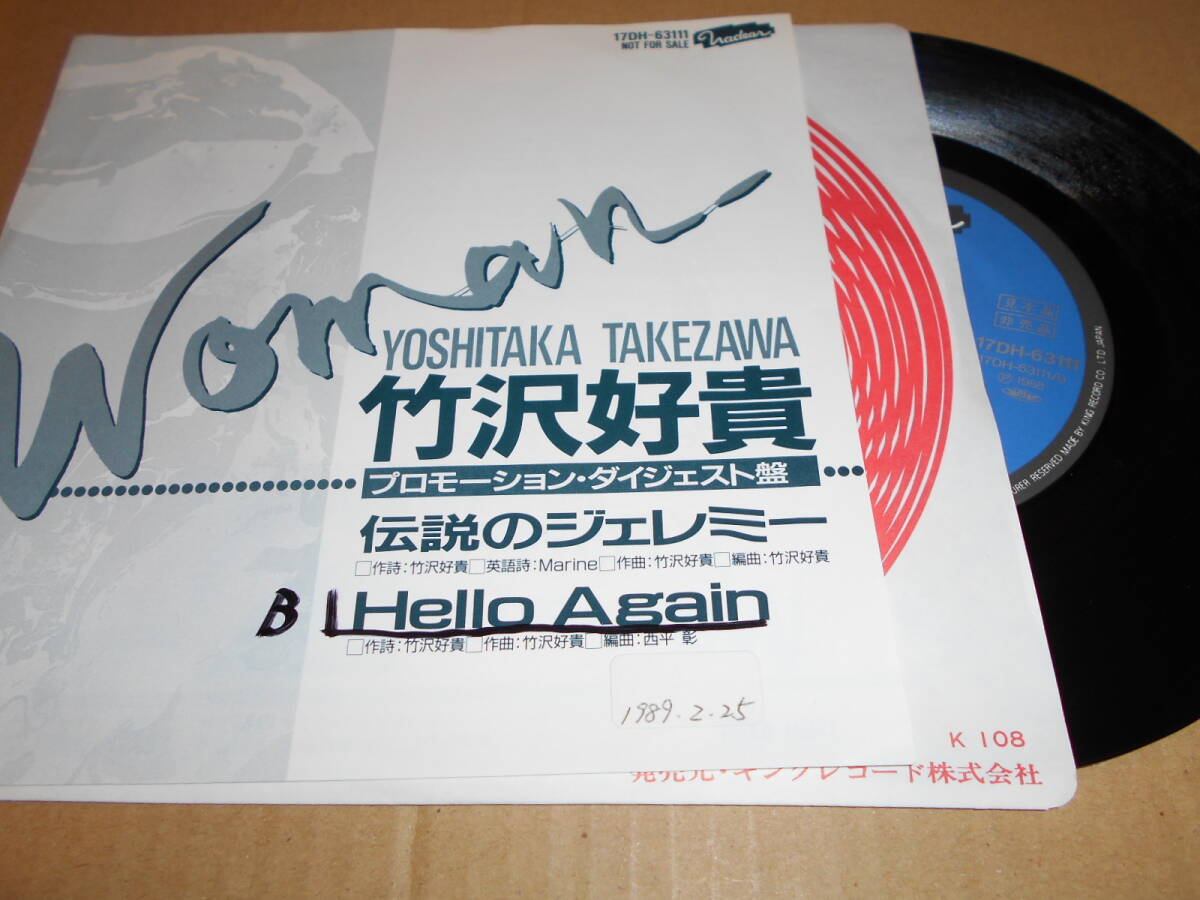 17DH-63111
NOT FOR SALE
Woman
YOSHITAKA TAKEZAWA
竹沢好貴
プロモーション・ダイジェスト盤
伝説のジェレミー
□作詩:竹沢好貴□英語詩:Marine□作曲:竹沢好貴□編曲:竹沢好貴
B 1 Hello Again
□作詩:竹沢好貴□作曲:竹沢好貴□編曲:西平 彰
1989.2.25
K 108
発売元・キングレコード株式会社
見本盤
非売品
17DH-63111
RESERVED MADE BY KING RECORD CO. LTD JAPAN